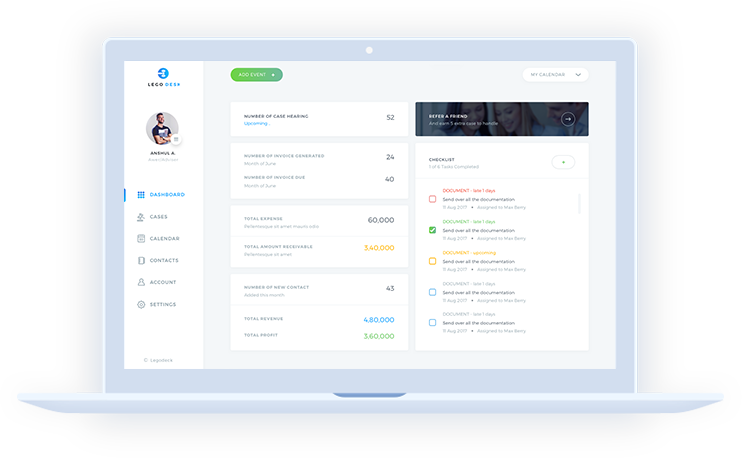 LEGO DESK
ANSHUL A.
DASHBOARD
CASES
CALENDAR
CONTACTS
ACCOUNT
SETTINGS
ADD EVENT +
MY CALENDAR
NUMBER OF CASE HEARING 52
Upcoming..
NUMBER OF INVOICE GENERATED 24
Month of June
NUMBER OF INVOICE DUE 40
Month of June
TOTAL EXPENSE 60,000
Pellentesque sit amet mauris odio
TOTAL AMOUNT RECEIVABLE 3,40,000
Pellentesque sit amet
NUMBER OF NEW CONTACT 43
Added this month
TOTAL REVENUE 4,80,000
TOTAL PROFIT 3,60,000
REFER A FRIEND
And earn 5 extra case to handle
CHECKLIST
1 of 6 Tasks Completed
+
DOCUMENT - late 1 days
Send over all the documentation
11 Aug 2017 • Assigned to Max Berry
DOCUMENT - late 1 days
Send over all the documentation
11 Aug 2017 • Assigned to Max Berry
DOCUMENT - upcoming
Send over all the documentation
11 Aug 2017 • Assigned to Max Berry
DOCUMENT - late 1 days
Send over all the documentation
11 Aug 2017 • Assigned to Max Berry
DOCUMENT - late 1 days
Send over all the documentation
11 Aug 2017 • Assigned to Max Berry